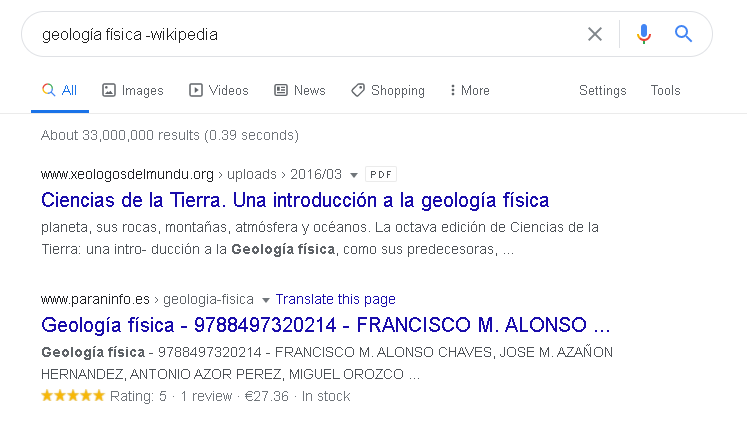 geología física -wikipedia
All Images Videos News Shopping More Settings Tools
About 33,000,000 results (0.39 seconds)
www.xeologosdelmundu.org › uploads › 2016/03 PDF
Ciencias de la Tierra. Una introducción a la geología física
planeta, sus rocas, montañas, atmósfera y océanos. La octava edición de Ciencias de la
Tierra: una intro- ducción a la Geología física, como sus predecesoras, ...
www.paraninfo.es › geologia-fisica Translate this page
Geología física - 9788497320214 - FRANCISCO M. ALONSO ...
Geología física - 9788497320214 - FRANCISCO M. ALONSO CHAVES, JOSE M. AZAÑON
HERNANDEZ, ANTONIO AZOR PEREZ, MIGUEL OROZCO ...
Rating: 5 · 1 review · €27.36 · In stock